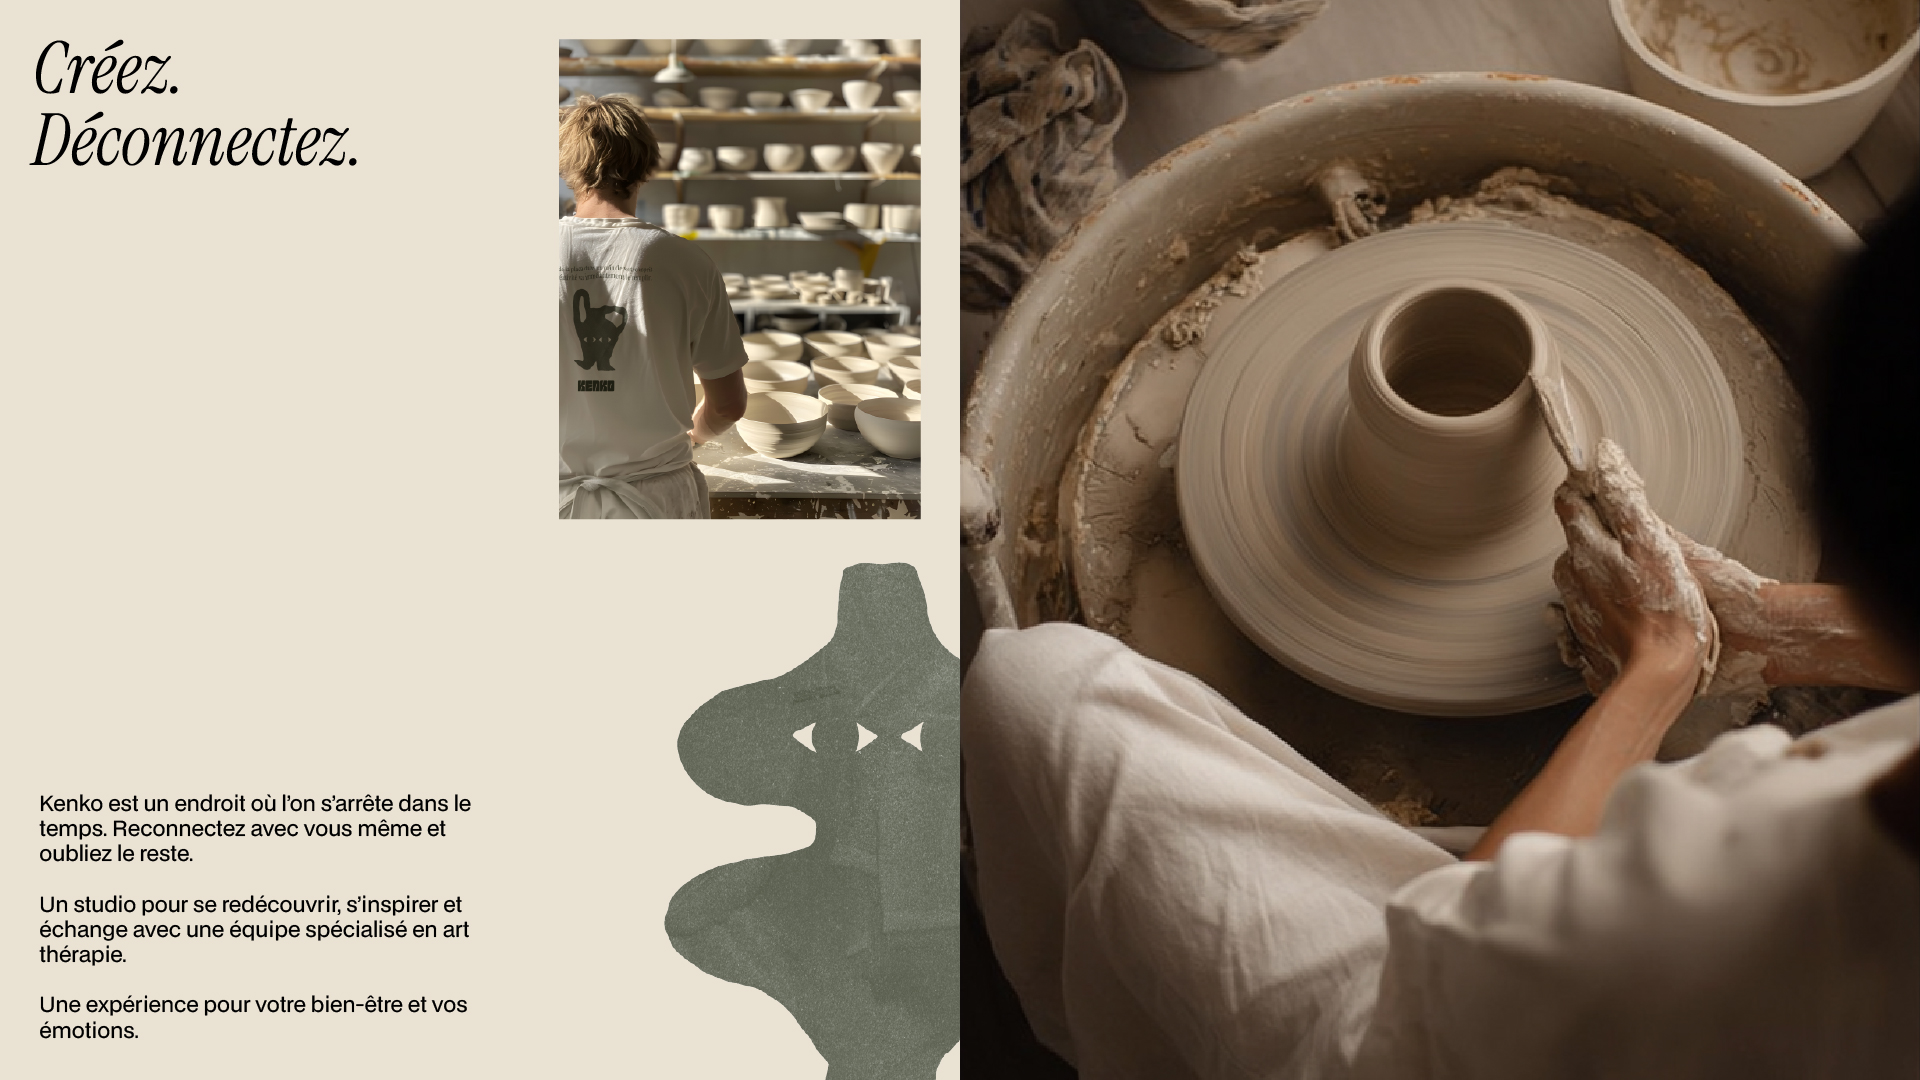 Créez.
Déconnectez.
KENKO
Kenko est un endroit où l’on s’arrête dans le
temps. Reconnectez avec vous même et
oubliez le reste.
Un studio pour se redécouvrir, s’inspirer et
échange avec une équipe spécialisé en art
thérapie.
Une expérience pour votre bien-être et vos
émotions.